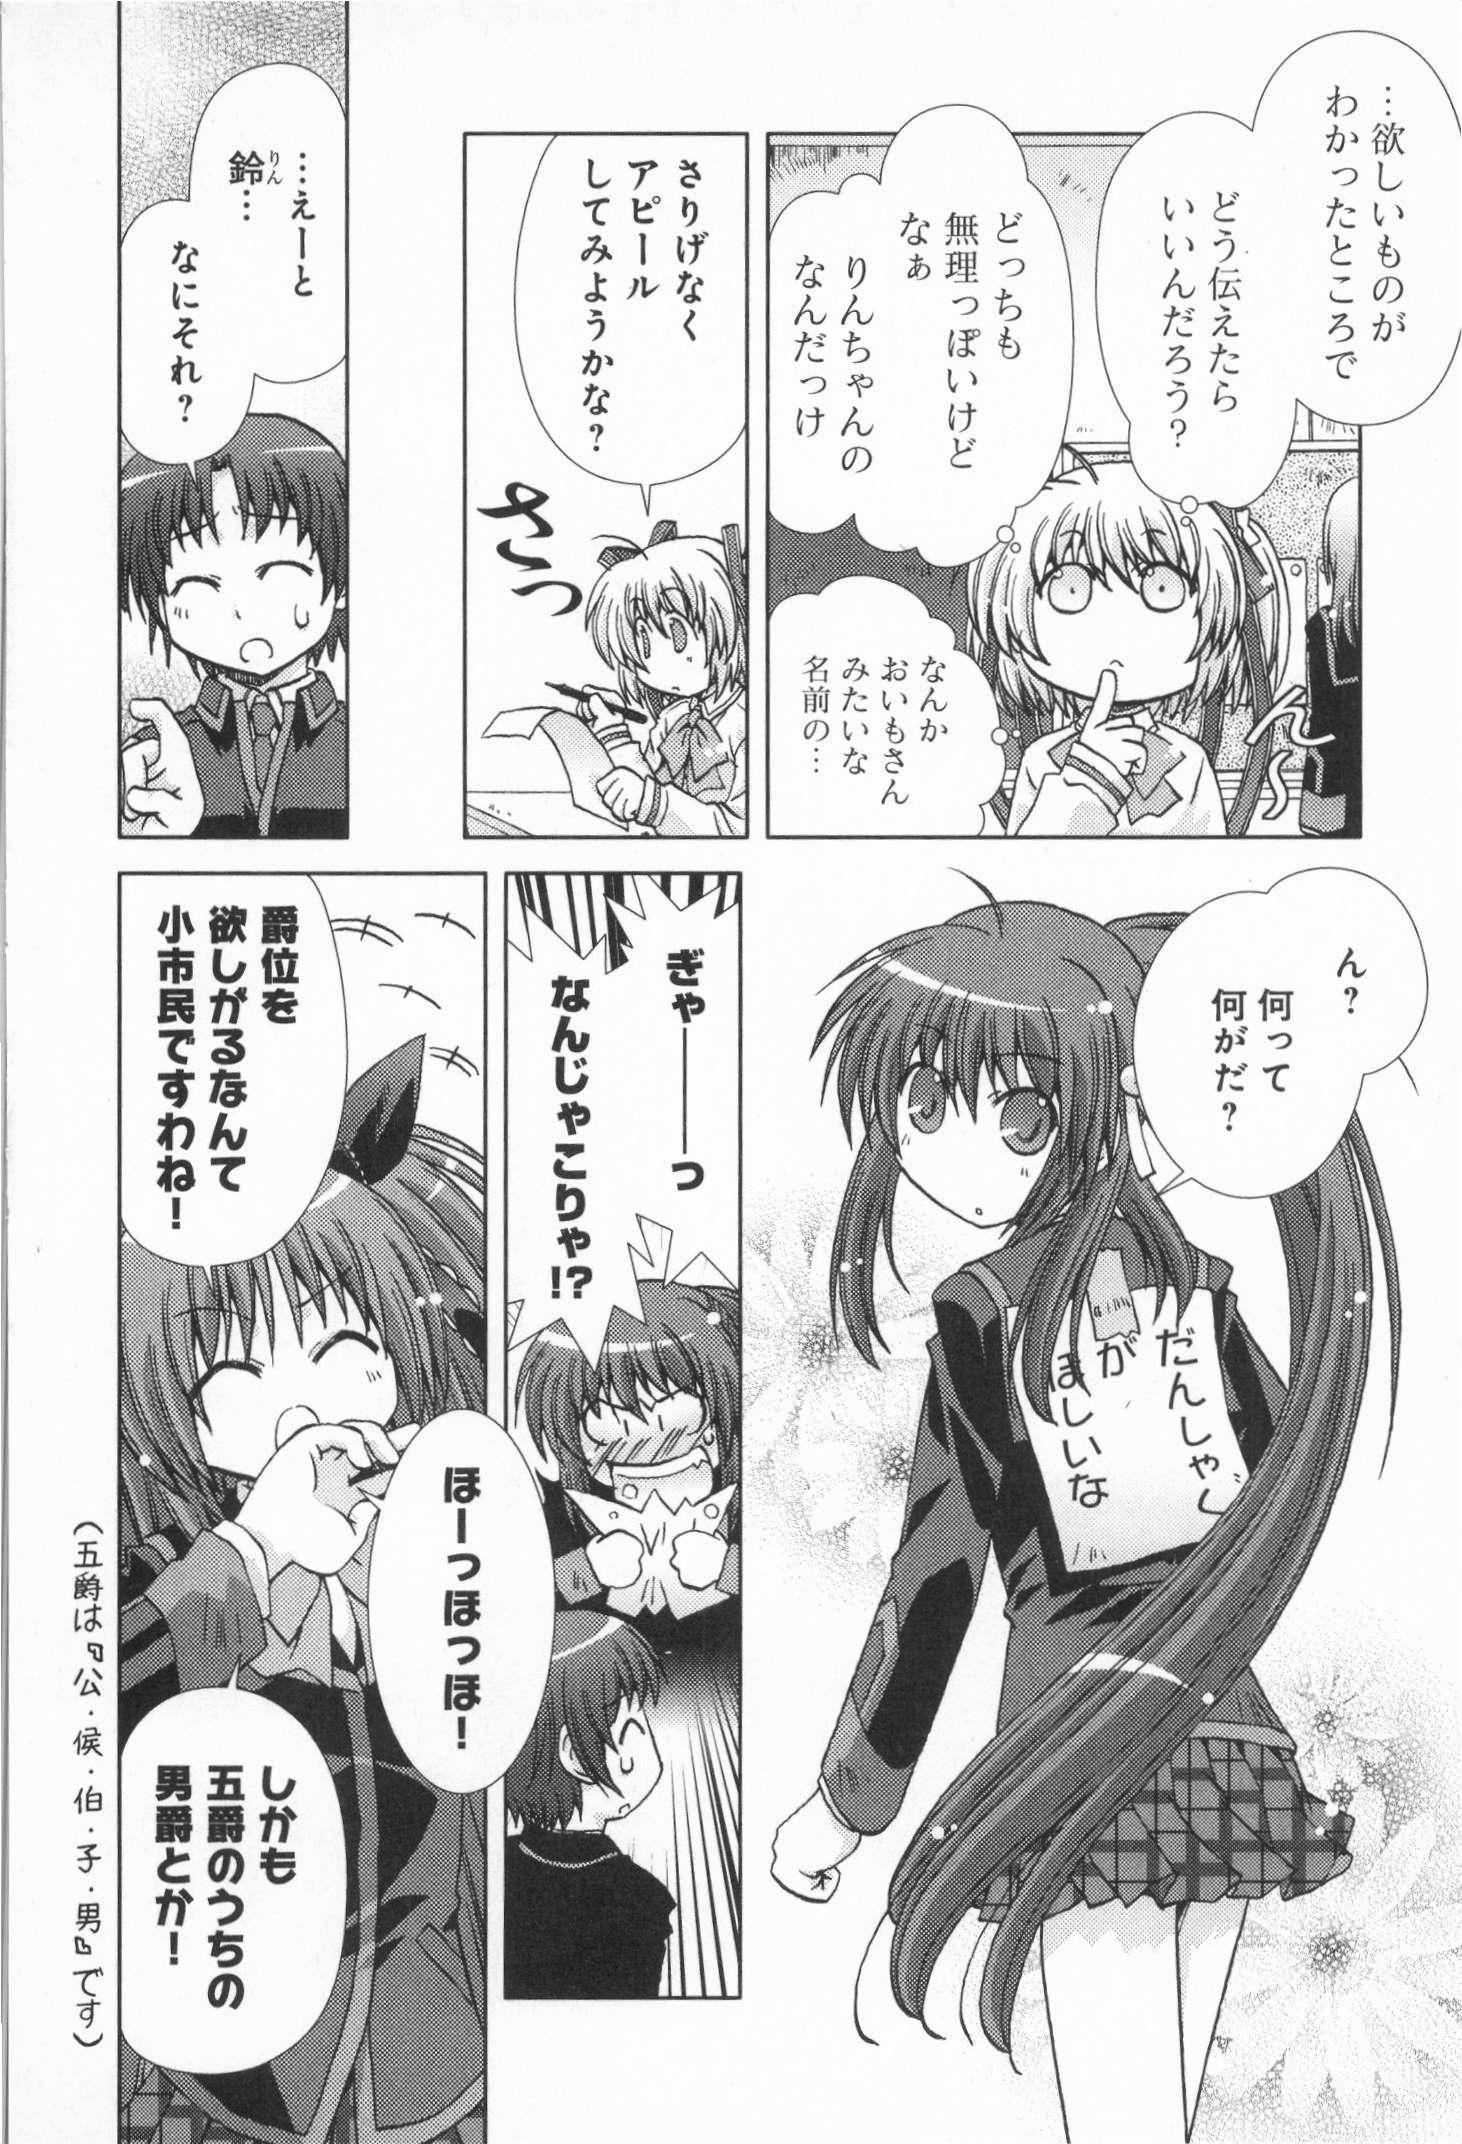 …欲しいものが
わかったところで
どう伝えたら
いいんだろう？
どっちも
無理っぽいけど
なぁ
りんちゃんの
なんだっけ
なんか
おいもさん
みたいな
名前の…
んーら
さりげなく
アピール
してみようかな？
さっ
…えーと
鈴…
りん
なにそれ？
ん？
何って
何がだ？
だんしゃく
が
ほしいな
ぎゃーーっ
なんじゃこりゃ!?
爵位を
欲しがるなんて
小市民ですわね！
ほーっほっほ！
しかも
五爵のうちの
男爵とか！
（五爵は『公・侯・伯・子・男』です）